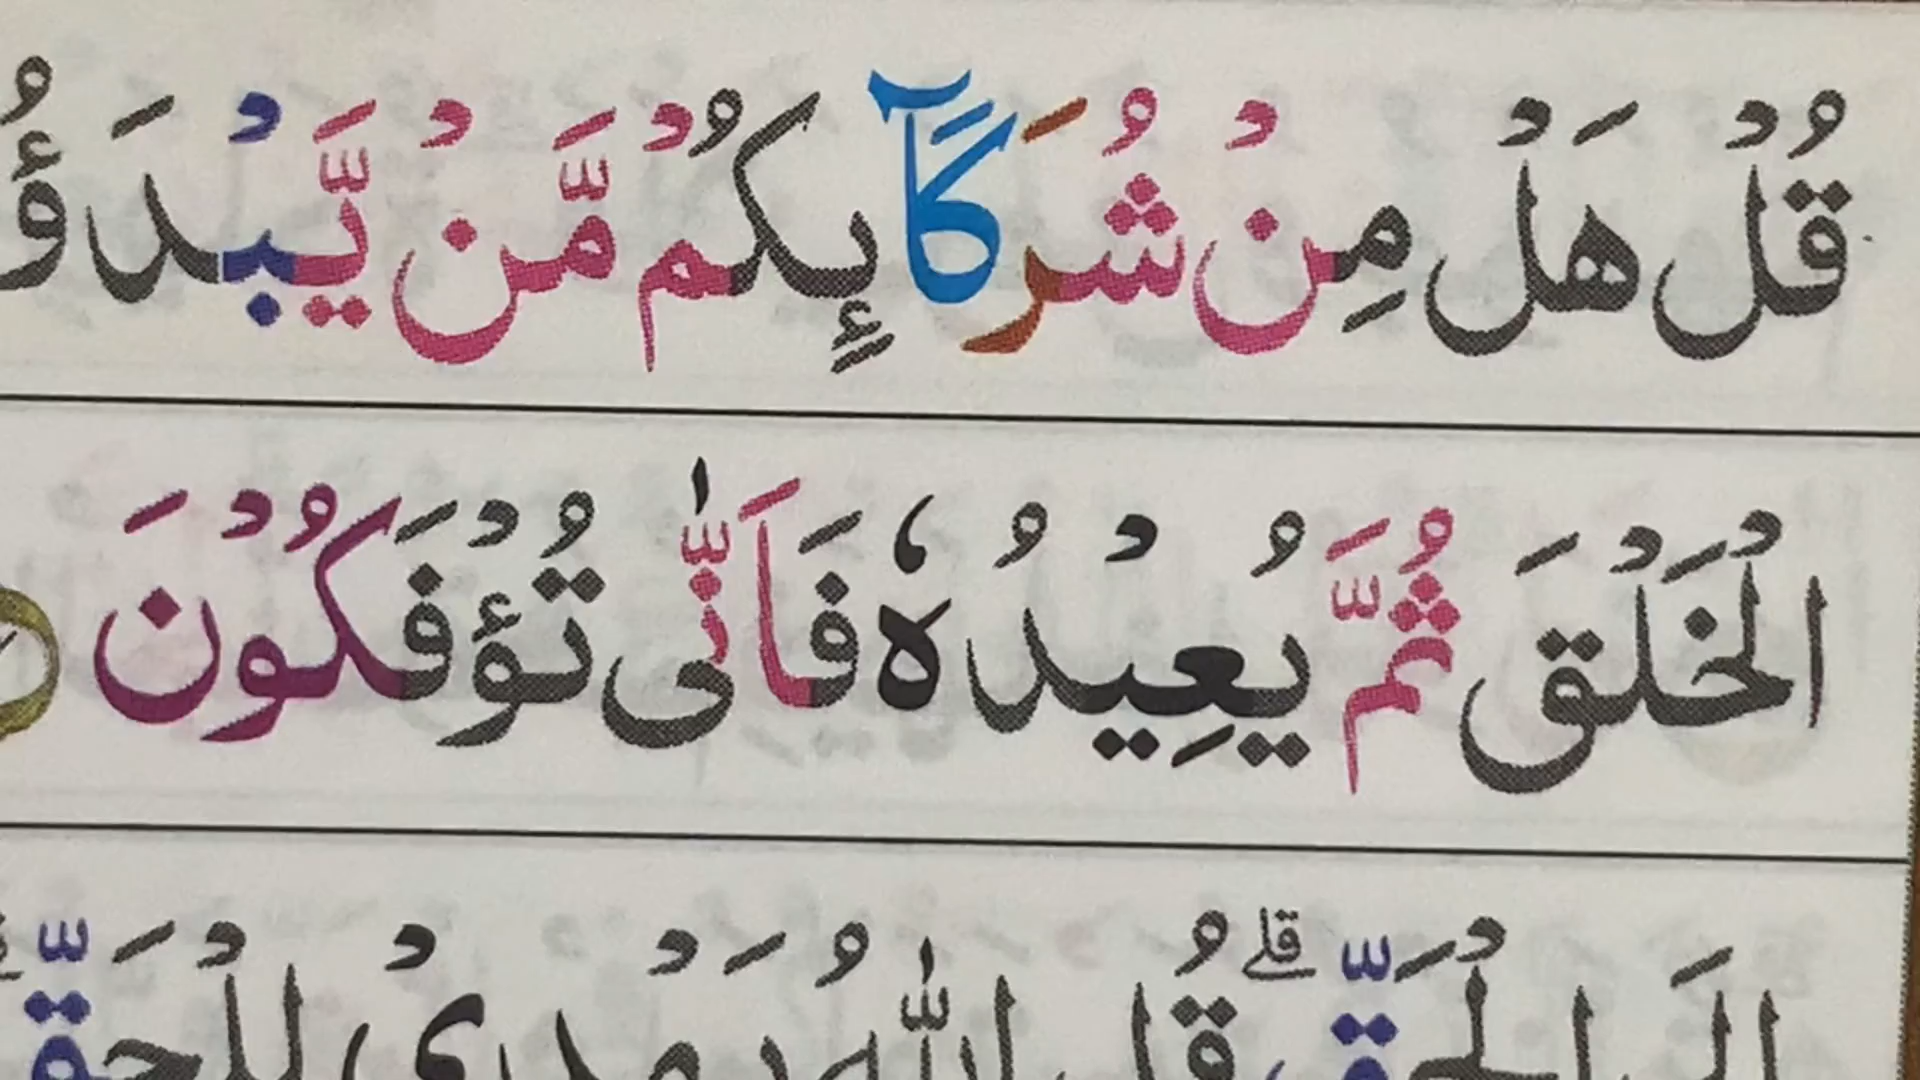 قُلْ هَلْ مِنْ شُرَكَآئِكُمْ مَّنْ يَّبْدَؤُ
الْخَلْقَ ثُمَّ يُعِيْدُهٗ فَاَنّٰى تُؤْفَكُوْنَ
اِلَى الْحَقِّ ۗ قُلِ اللّٰهُ يَهْدِىْ لِلْحَقِّ